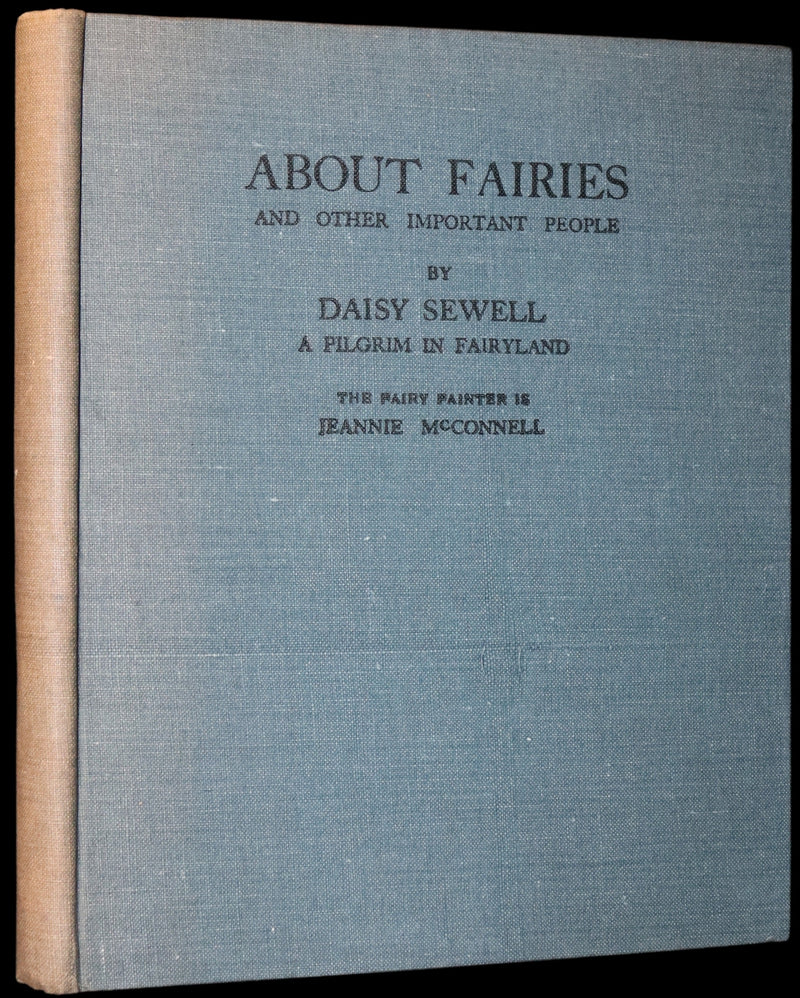 ABOUT FAIRIES
AND OTHER IMPORTANT PEOPLE
BY
DAISY SEWELL
A PILGRIM IN FAIRYLAND
THE FAIRY PAINTER IS
JEANNIE McCONNELL